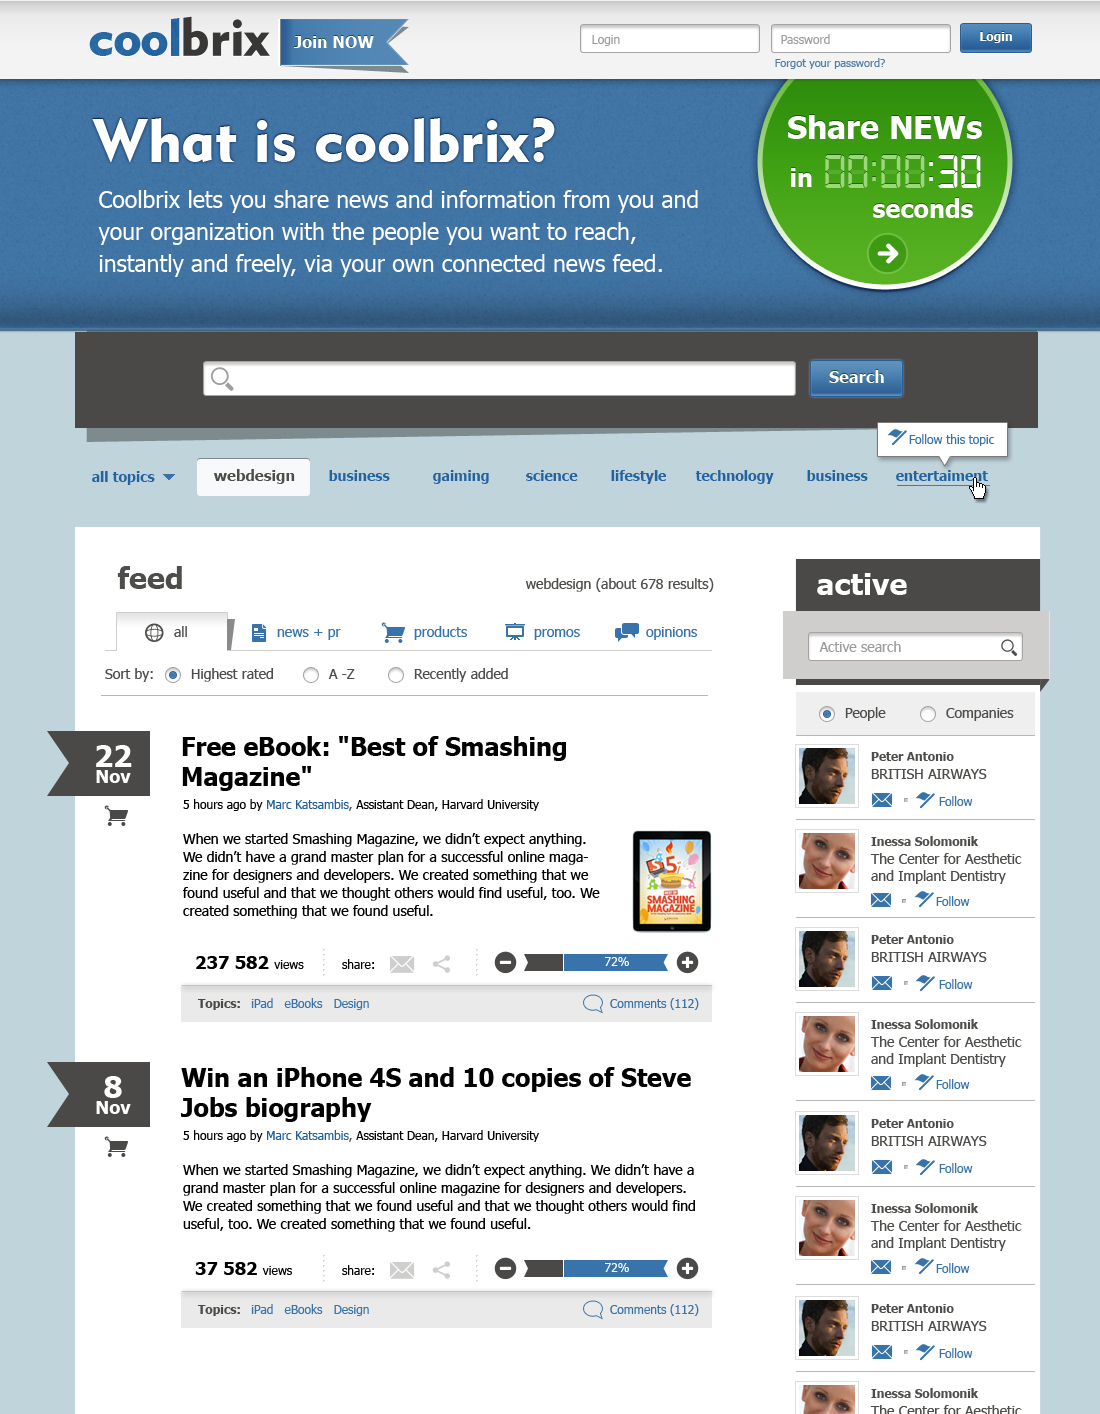 coolbrix
Join NOW
Login
Password
Login
Forgot your password?
What is coolbrix?
Coolbrix lets you share news and information from you and
your organization with the people you want to reach,
instantly and freely, via your own connected news feed.
Share NEWs
in 00:00:30
seconds
Search
Follow this topic
all topics
webdesign
business
gaiming
science
lifestyle
technology
business
entertaiment
feed
webdesign (about 678 results)
all
news + pr
products
promos
opinions
Sort by:
Highest rated
A -Z
Recently added
22
Nov
Free eBook: "Best of Smashing
Magazine"
5 hours ago by Marc Katsambis, Assistant Dean, Harvard University
When we started Smashing Magazine, we didn't expect anything.
We didn't have a grand master plan for a successful online maga-
zine for designers and developers. We created something that we
found useful and that we thought others would find useful, too. We
created something that we found useful.
SMASHING
MAGAZINE
237 582 views
share:
72%
Topics: iPad eBooks Design
Comments (112)
8
Nov
Win an iPhone 4S and 10 copies of Steve
Jobs biography
5 hours ago by Marc Katsambis, Assistant Dean, Harvard University
When we started Smashing Magazine, we didn't expect anything. We didn't have a
grand master plan for a successful online magazine for designers and developers.
We created something that we found useful and that we thought others would find
useful, too. We created something that we found useful.
37 582 views
share:
72%
Topics: iPad eBooks Design
Comments (112)
active
Active search
People
Companies
Peter Antonio
BRITISH AIRWAYS
Follow
Inessa Solomonik
The Center for Aesthetic
and Implant Dentistry
Follow
Peter Antonio
BRITISH AIRWAYS
Follow
Inessa Solomonik
The Center for Aesthetic
and Implant Dentistry
Follow
Peter Antonio
BRITISH AIRWAYS
Follow
Inessa Solomonik
The Center for Aesthetic
and Implant Dentistry
Follow
Peter Antonio
BRITISH AIRWAYS
Follow
Inessa Solomonik
The Center for Aesthetic